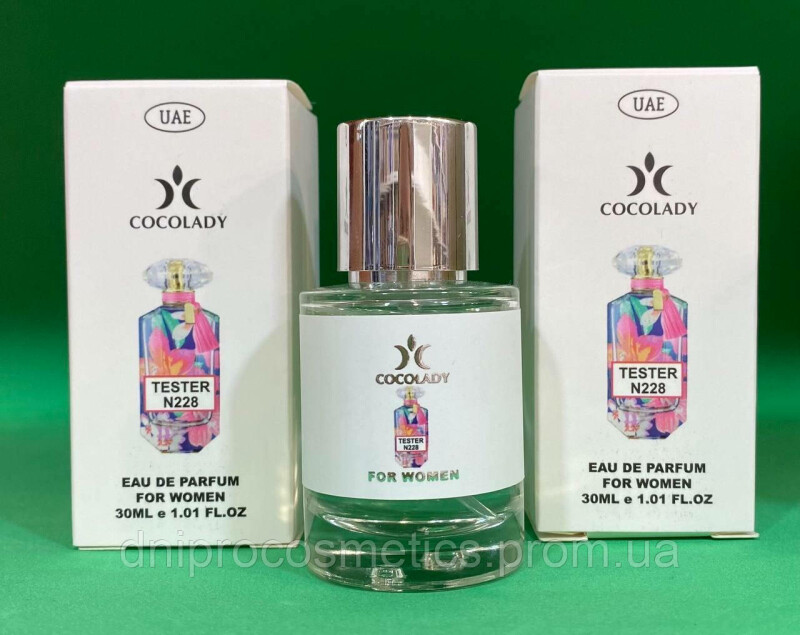 UAE
COCOLADY
TESTER
N228
EAU DE PARFUM
FOR WOMEN
30ML e 1.01 FL.OZ
COCOLADY
TESTER
N228
FOR WOMEN
UAE
COCOLADY
TESTER
N228
EAU DE PARFUM
FOR WOMEN
30ML e 1.01 FL.OZ
dniprocosmetics.prom.ua